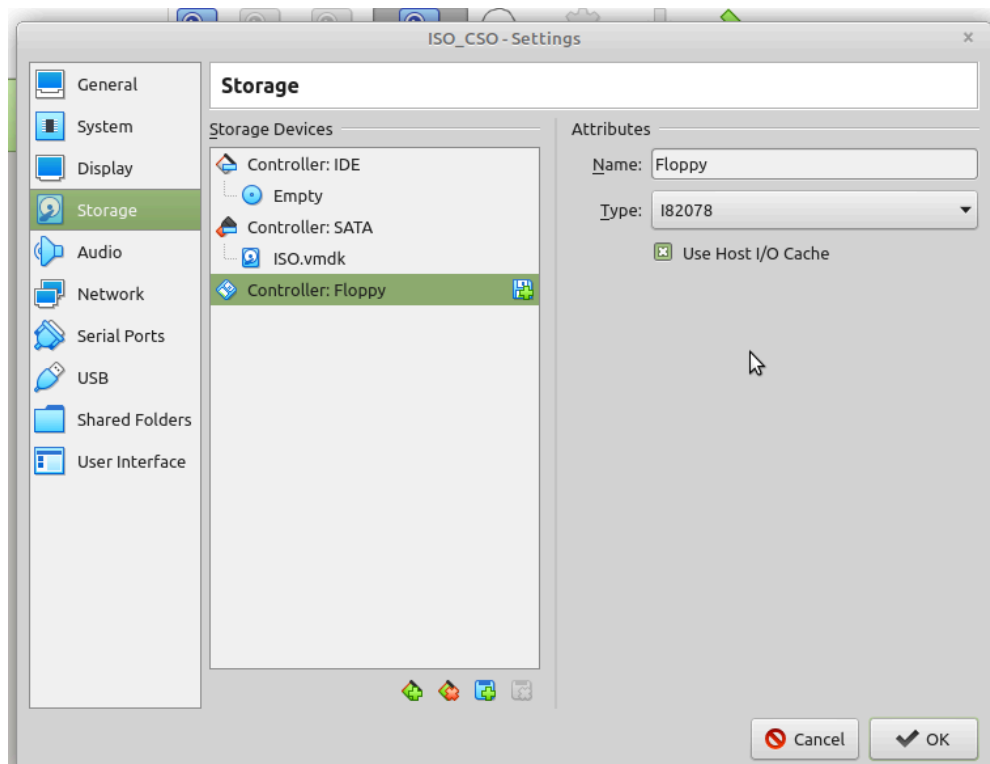 ISO_CSO - Settings
General
System
Display
Storage
Audio
Network
Serial Ports
USB
Shared Folders
User Interface
Storage
Storage Devices
Controller: IDE
Empty
Controller: SATA
ISO.vmdk
Controller: Floppy
Attributes
Name: Floppy
Type: I82078
Use Host I/O Cache
Cancel
OK